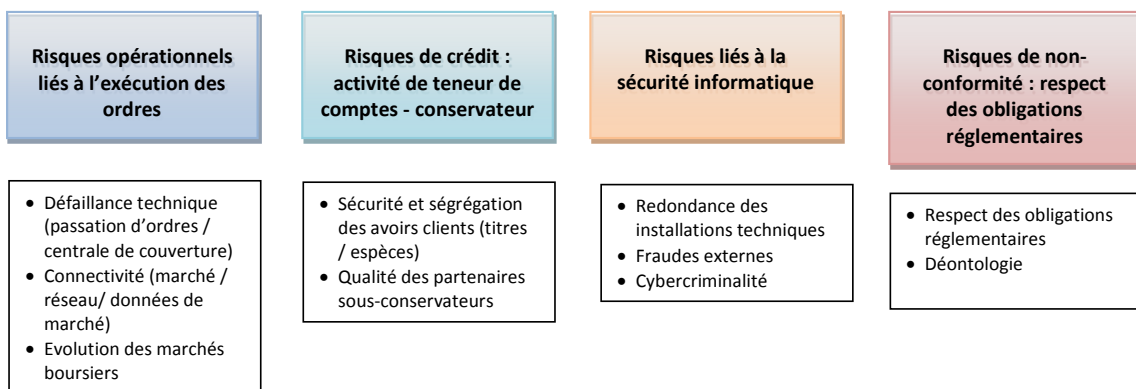 Risques opérationnels
liés à l’exécution des
ordres
• Défaillance technique
(passation d’ordres /
centrale de couverture)
• Connectivité (marché /
réseau/ données de
marché)
• Evolution des marchés
boursiers
Risques de crédit :
activité de teneur de
comptes - conservateur
• Sécurité et ségrégation
des avoirs clients (titres
/ espèces)
• Qualité des partenaires
sous-conservateurs
Risques liés à la
sécurité informatique
• Redondance des
installations techniques
• Fraudes externes
• Cybercriminalité
Risques de non-
conformité : respect
des obligations
réglementaires
• Respect des obligations
réglementaires
• Déontologie